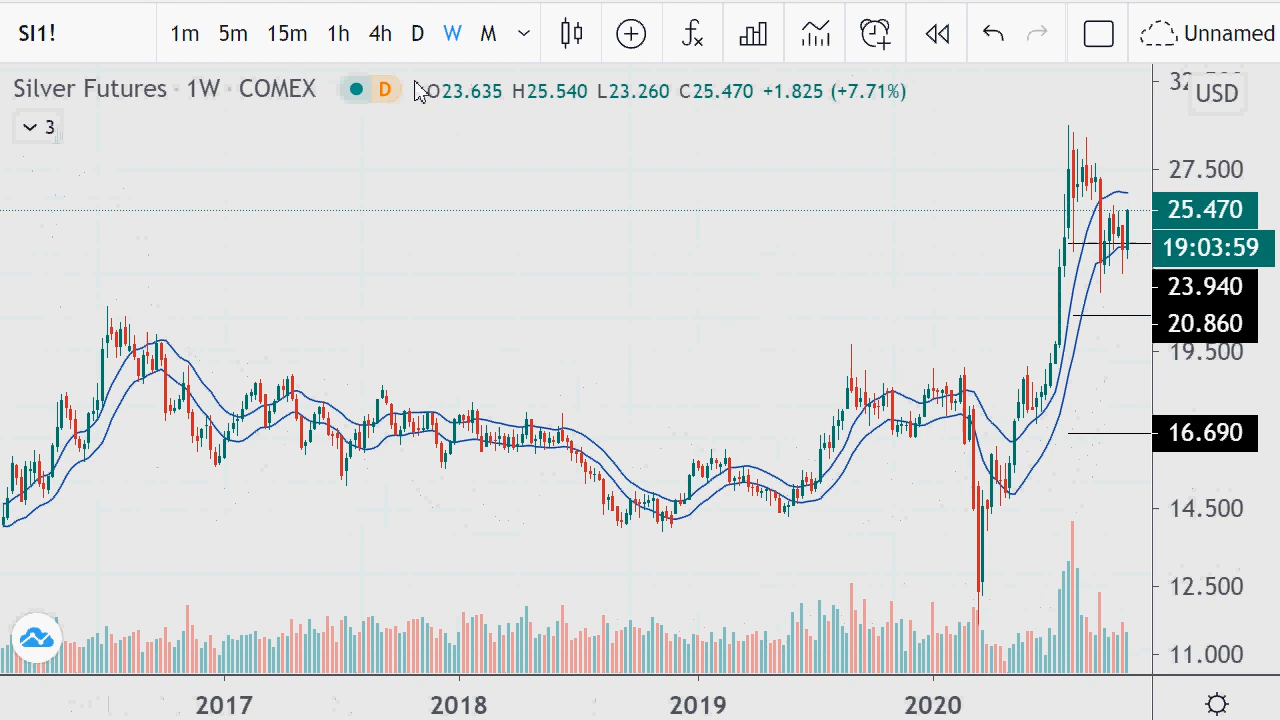 SI1! 1m 5m 15m 1h 4h D W M Unnamed
Silver Futures · 1W · COMEX D O23.635 H25.540 L23.260 C25.470 +1.825 (+7.71%)
USD
3
27.500
25.470
19:03:59
23.940
20.860
19.500
16.690
14.500
12.500
11.000
2017 2018 2019 2020